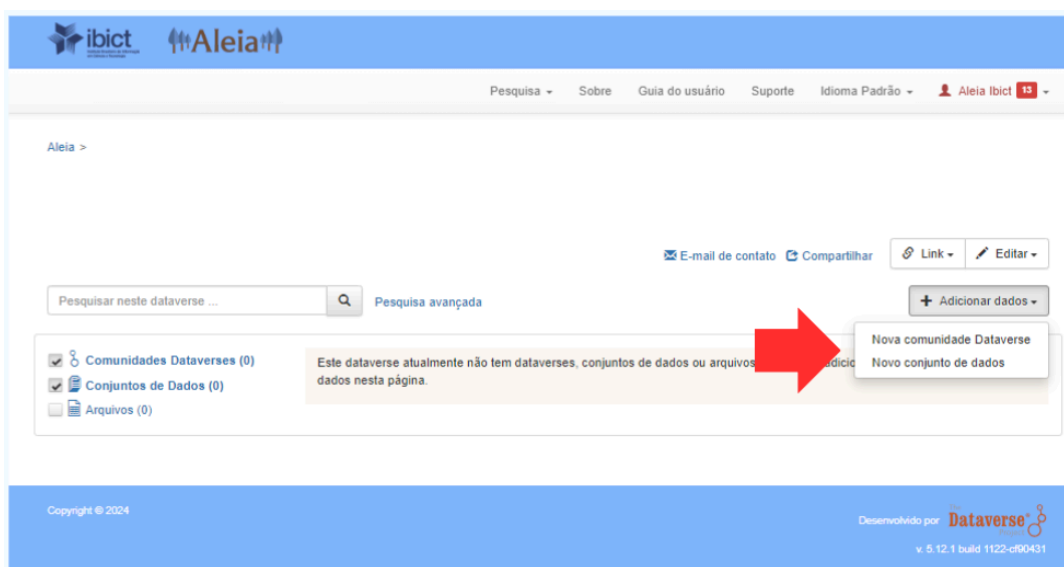 ibict Aleia
Pesquisa Sobre Guia do usuário Suporte Idioma Padrão Aleia Ibict 13
Aleia >
E-mail de contato Compartilhar Link Editar
Pesquisar neste dataverse ... Pesquisa avançada + Adicionar dados
Nova comunidade Dataverse
Novo conjunto de dados
Comunidades Dataverses (0)
Conjuntos de Dados (0)
Arquivos (0)
Este dataverse atualmente não tem dataverses, conjuntos de dados ou arquivos
dados nesta página.
Copyright © 2024
Desenvolvido por The Dataverse® Project
v. 5.12.1 build 1122-cf90431